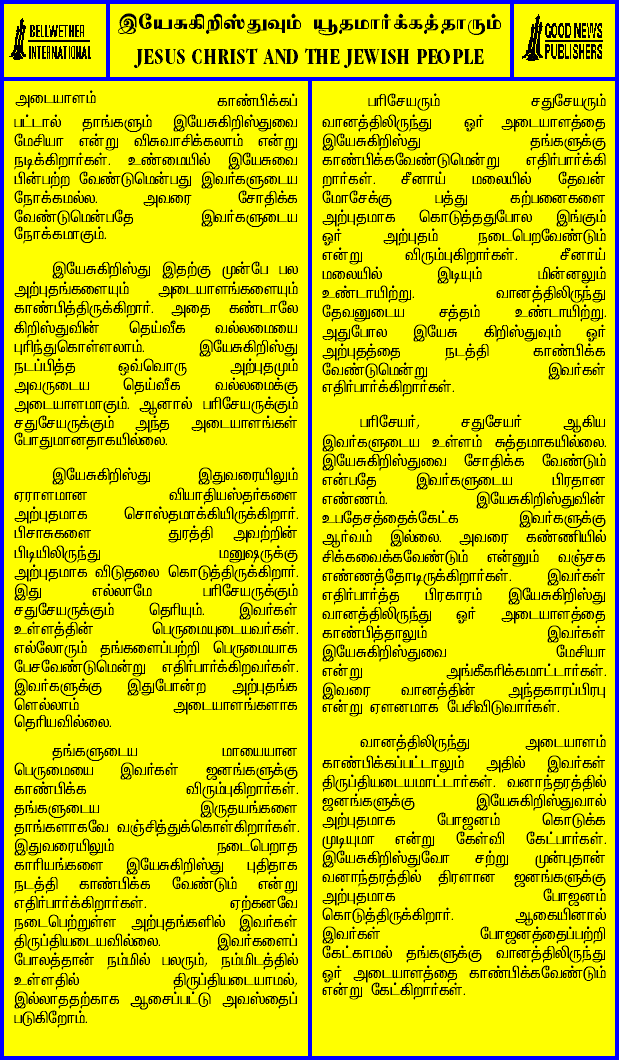 BELLWETHER
INTERNATIONAL
இயேசுகிறிஸ்துவும் யூதமார்க்கத்தாரும்
JESUS CHRIST AND THE JEWISH PEOPLE
GOOD NEWS
PUBLISHERS
அடையாளம் காண்பிக்கப்
பட்டால் தாங்களும் இயேசுகிறிஸ்துவை
மேசியா என்று விசுவாசிக்கலாம் என்று
நடிக்கிறார்கள். உண்மையில் இயேசுவை
பின்பற்ற வேண்டுமென்பது இவர்களுடைய
நோக்கமல்ல. அவரை சோதிக்க
வேண்டுமென்பதே இவர்களுடைய
நோக்கமாகும்.
இயேசுகிறிஸ்து இதற்கு முன்பே பல
அற்புதங்களையும் அடையாளங்களையும்
காண்பித்திருக்கிறார். அதை கண்டாலே
கிறிஸ்துவின் தெய்வீக வல்லமையை
புரிந்துகொள்ளலாம். இயேசுகிறிஸ்து
நடப்பித்த ஒவ்வொரு அற்புதமும்
அவருடைய தெய்வீக வல்லமைக்கு
அடையாளமாகும். ஆனால் பரிசேயருக்கும்
சதுசேயருக்கும் அந்த அடையாளங்கள்
போதுமானதாகயில்லை.
இயேசுகிறிஸ்து இதுவரையிலும்
ஏராளமான வியாதியஸ்தர்களை
அற்புதமாக சொஸ்தமாக்கியிருக்கிறார்.
பிசாசுகளை துரத்தி அவற்றின்
பிடியிலிருந்து மனுஷருக்கு
அற்புதமாக விடுதலை கொடுத்திருக்கிறார்.
இது எல்லாமே பரிசேயருக்கும்
சதுசேயருக்கும் தெரியும். இவர்கள்
உள்ளத்தின் பெருமையுடையவர்கள்.
எல்லோரும் தங்களைப்பற்றி பெருமையாக
பேசவேண்டுமென்று எதிர்பார்க்கிறவர்கள்.
இவர்களுக்கு இதுபோன்ற அற்புதங்க
ளெல்லாம் அடையாளங்களாக
தெரியவில்லை.
தங்களுடைய மாயையான
பெருமையை இவர்கள் ஜனங்களுக்கு
காண்பிக்க விரும்புகிறார்கள்.
தங்களுடைய இருதயங்களை
தாங்களாகவே வஞ்சித்துக்கொள்கிறார்கள்.
இதுவரையிலும் நடைபெறாத
காரியங்களை இயேசுகிறிஸ்து புதிதாக
நடத்தி காண்பிக்க வேண்டும் என்று
எதிர்பார்க்கிறார்கள். ஏற்கனவே
நடைபெற்றுள்ள அற்புதங்களில் இவர்கள்
திருப்தியடையவில்லை. இவர்களைப்
போலத்தான் நம்மில் பலரும், நம்மிடத்தில்
உள்ளதில் திருப்தியடையாமல்,
இல்லாததற்காக ஆசைப்பட்டு அவஸ்தைப்
படுகிறோம்.
பரிசேயரும் சதுசேயரும்
வானத்திலிருந்து ஓர் அடையாளத்தை
இயேசுகிறிஸ்து தங்களுக்கு
காண்பிக்கவேண்டுமென்று எதிர்பார்க்கி
றார்கள். சீனாய் மலையில் தேவன்
மோசேக்கு பத்து கற்பனைகளை
அற்புதமாக கொடுத்ததுபோல இங்கும்
ஓர் அற்புதம் நடைபெறவேண்டும்
என்று விரும்புகிறார்கள். சீனாய்
மலையில் இடியும் மின்னலும்
உண்டாயிற்று. வானத்திலிருந்து
தேவனுடைய சத்தம் உண்டாயிற்று.
அதுபோல இயேசு கிறிஸ்துவும் ஓர்
அற்புதத்தை நடத்தி காண்பிக்க
வேண்டுமென்று இவர்கள்
எதிர்பார்க்கிறார்கள்.
பரிசேயர், சதுசேயர் ஆகிய
இவர்களுடைய உள்ளம் சுத்தமாகயில்லை.
இயேசுகிறிஸ்துவை சோதிக்க வேண்டும்
என்பதே இவர்களுடைய பிரதான
எண்ணம். இயேசுகிறிஸ்துவின்
உபதேசத்தைக்கேட்க இவர்களுக்கு
ஆர்வம் இல்லை. அவரை கண்ணியில்
சிக்கவைக்கவேண்டும் என்னும் வஞ்சக
எண்ணத்தோடிருக்கிறார்கள். இவர்கள்
எதிர்பார்த்த பிரகாரம் இயேசுகிறிஸ்து
வானத்திலிருந்து ஓர் அடையாளத்தை
காண்பித்தாலும் இவர்கள்
இயேசுகிறிஸ்துவை மேசியா
என்று அங்கீகரிக்கமாட்டார்கள்.
இவரை வானத்தின் அந்தகாரப்பிரபு
என்று ஏளனமாக பேசிவிடுவார்கள்.
வானத்திலிருந்து அடையாளம்
காண்பிக்கப்பட்டாலும் அதில் இவர்கள்
திருப்தியடையமாட்டார்கள். வனாந்தரத்தில்
ஜனங்களுக்கு இயேசுகிறிஸ்துவால்
அற்புதமாக போஜனம் கொடுக்க
முடியுமா என்று கேள்வி கேட்பார்கள்.
இயேசுகிறிஸ்துவோ சற்று முன்புதான்
வனாந்தரத்தில் திரளான ஜனங்களுக்கு
அற்புதமாக போஜனம்
கொடுத்திருக்கிறார். ஆகையினால்
இவர்கள் போஜனத்தைப்பற்றி
கேட்காமல் தங்களுக்கு வானத்திலிருந்து
ஓர் அடையாளத்தை காண்பிக்கவேண்டும்
என்று கேட்கிறார்கள்.